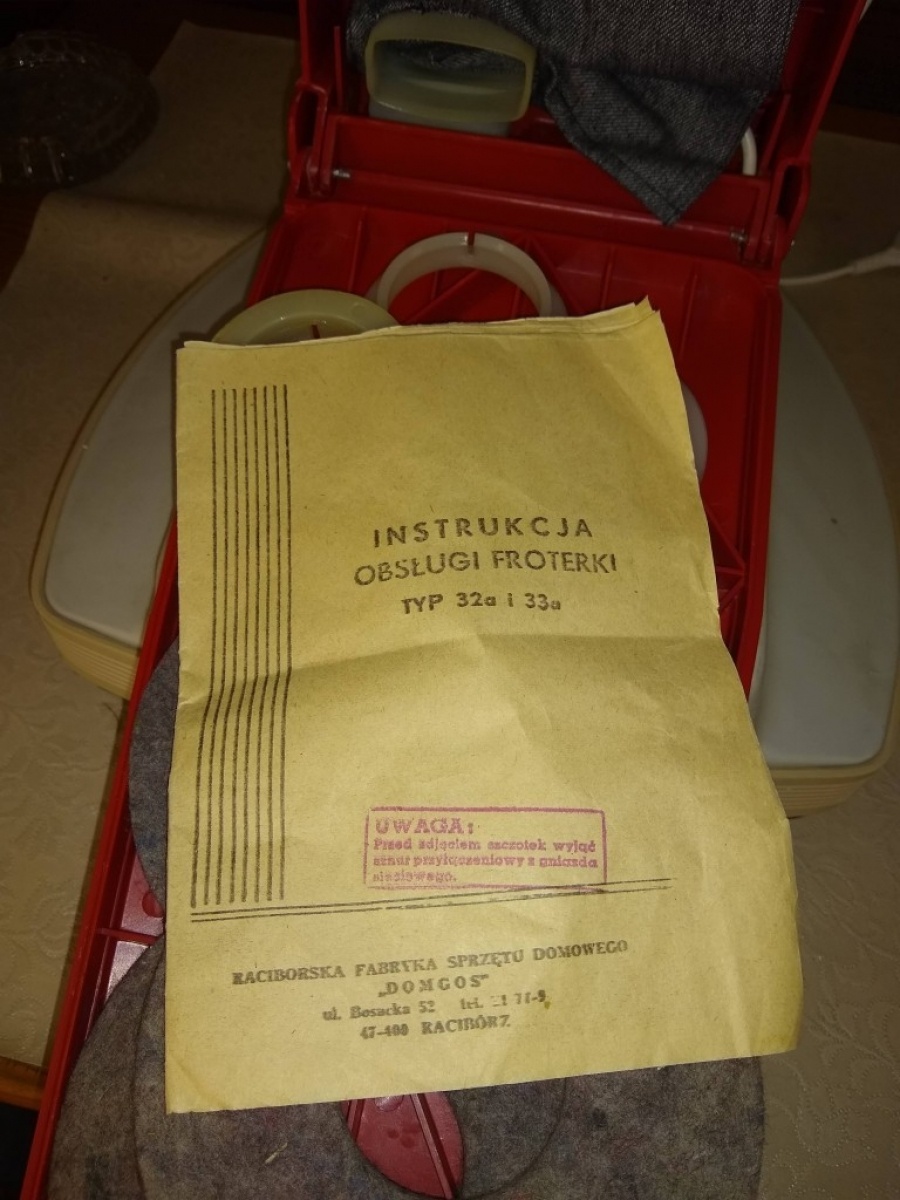 INSTRUKCJA
OBSŁUGI FROTERKI
TYP 32a i 33a
UWAGA:
Przed zdjęciem szczotek wyjąć
sznur przyłączeniowy z gniazda
sieciowego.
RACIBORSKA FABRYKA SPRZĘTU DOMOWEGO
„DOMGOS”
ul. Bosacka 52 tel.
47-400 RACIBÓRZ